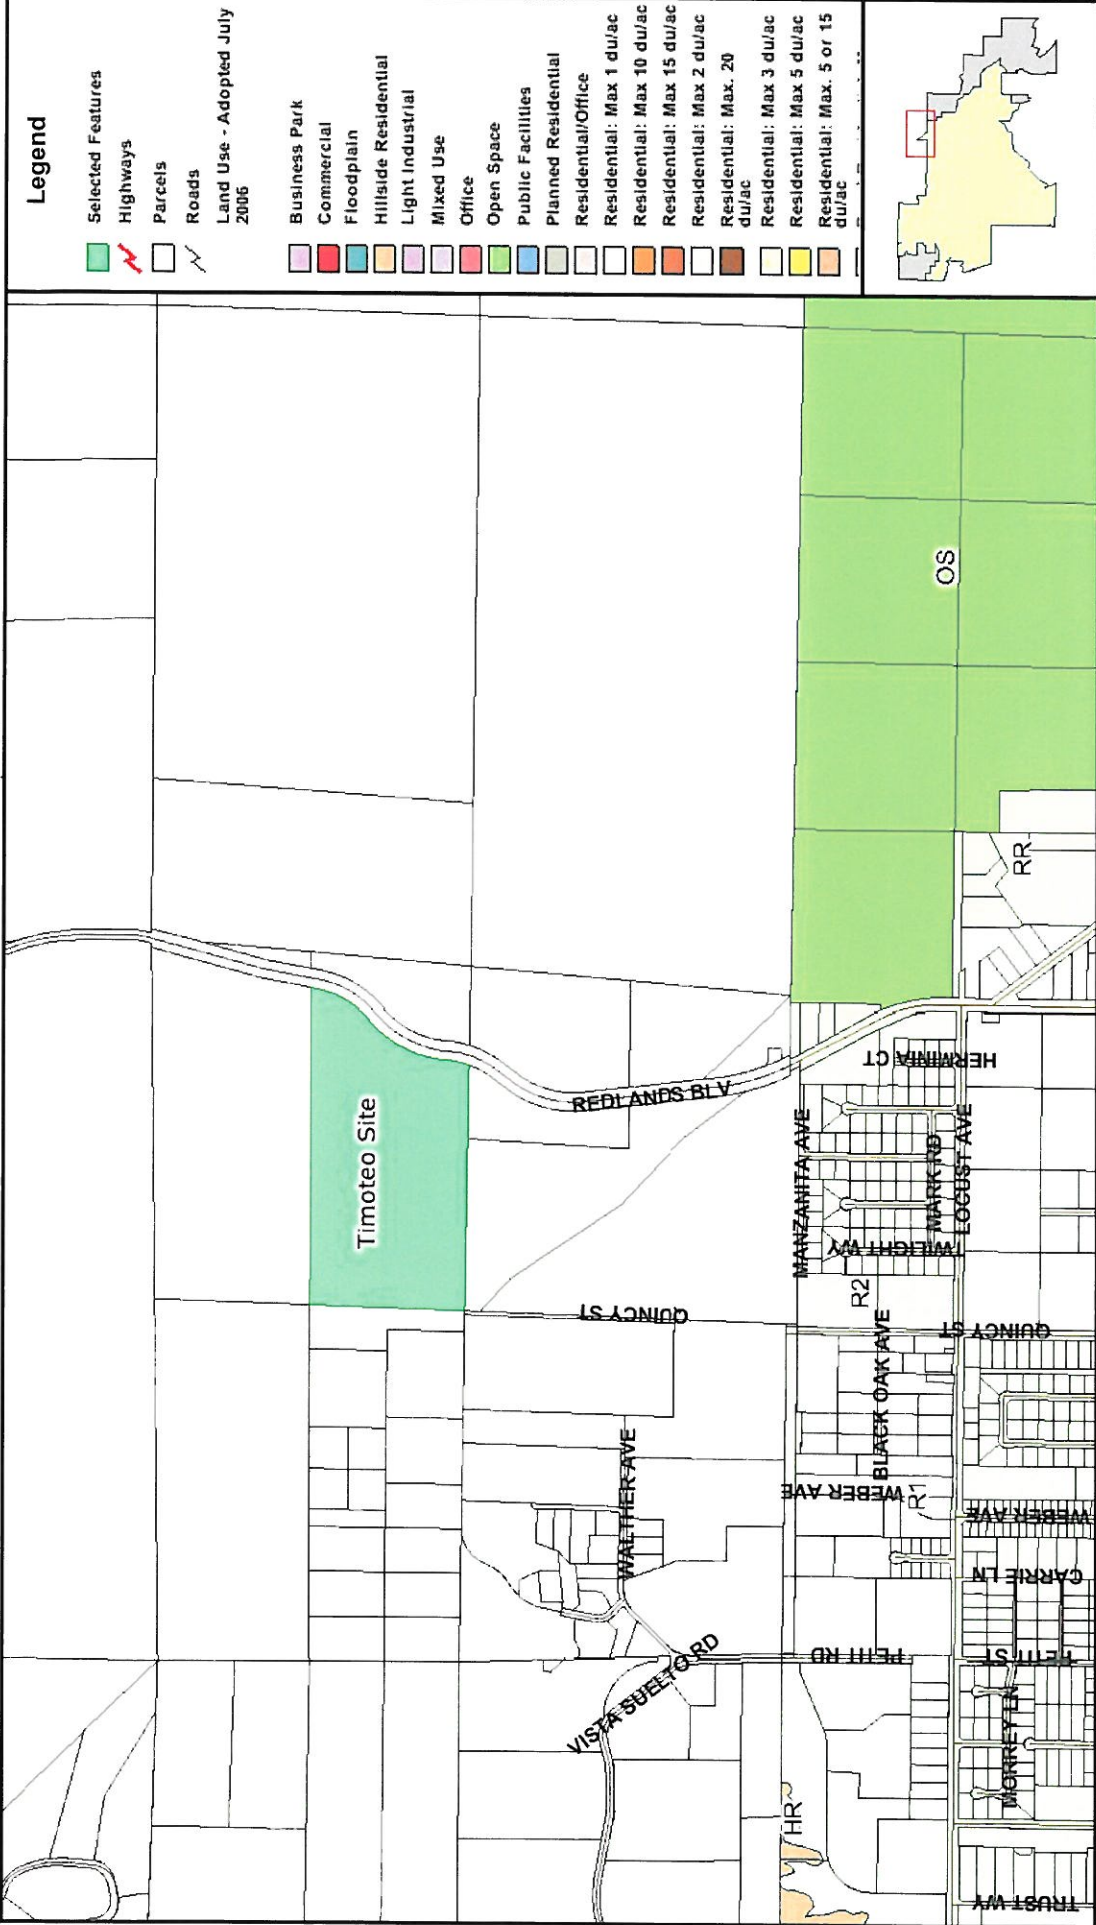 Legend
Selected Features
Highways
Parcels
Roads
Land Use - Adopted July
2006
Business Park
Commercial
Floodplain
Hillside Residential
Light Industrial
Mixed Use
Office
Open Space
Public Facilities
Planned Residential
Residential/Office
Residential: Max 1 du/ac
Residential: Max 10 du/ac
Residential: Max 15 du/ac
Residential: Max 2 du/ac
Residential: Max. 20
du/ac
Residential: Max 3 du/ac
Residential: Max 5 du/ac
Residential: Max. 5 or 15
du/ac
Timoteo Site
REDLANDS BLV
QUINCY ST
WALTHER AVE
VISTA SUELTO RD
PETIT RD
HR
MANZANITA AVE
HERMINIA CT
MARK RD
LOCUST AVE
TWILIGHT WY
R2
BLACK OAK AVE
QUINCY ST
WEBER AVE
R1
WEBER AVE
CARRIE LN
PETIT ST
MORREY LN
TRUST WY
OS
RR